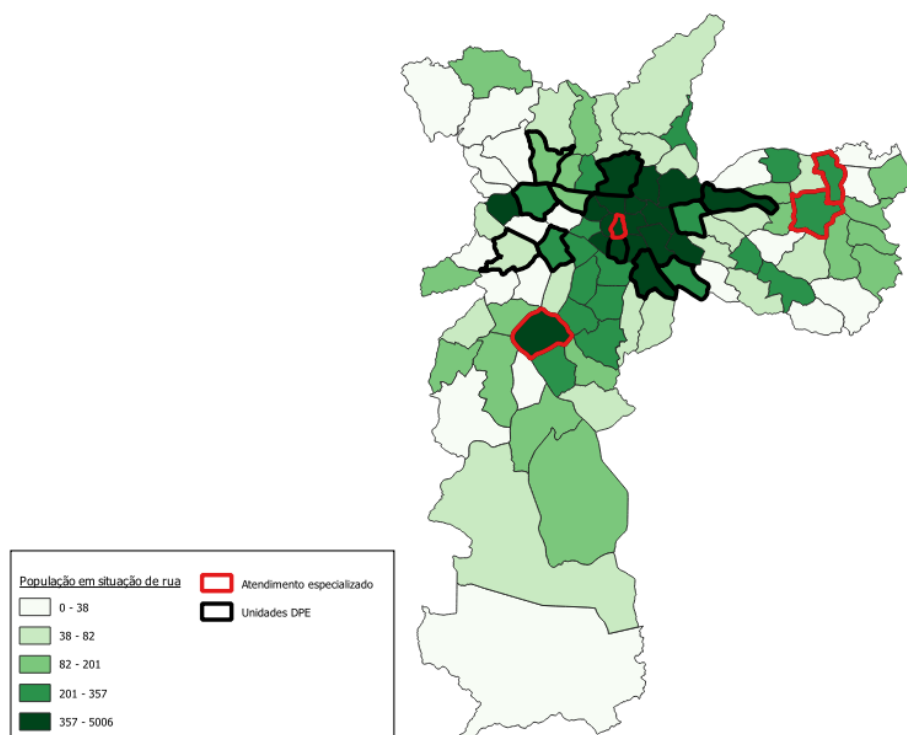 População em situação de rua
0 - 38
38 - 82
82 - 201
201 - 357
357 - 5006
Atendimento especializado
Unidades DPE